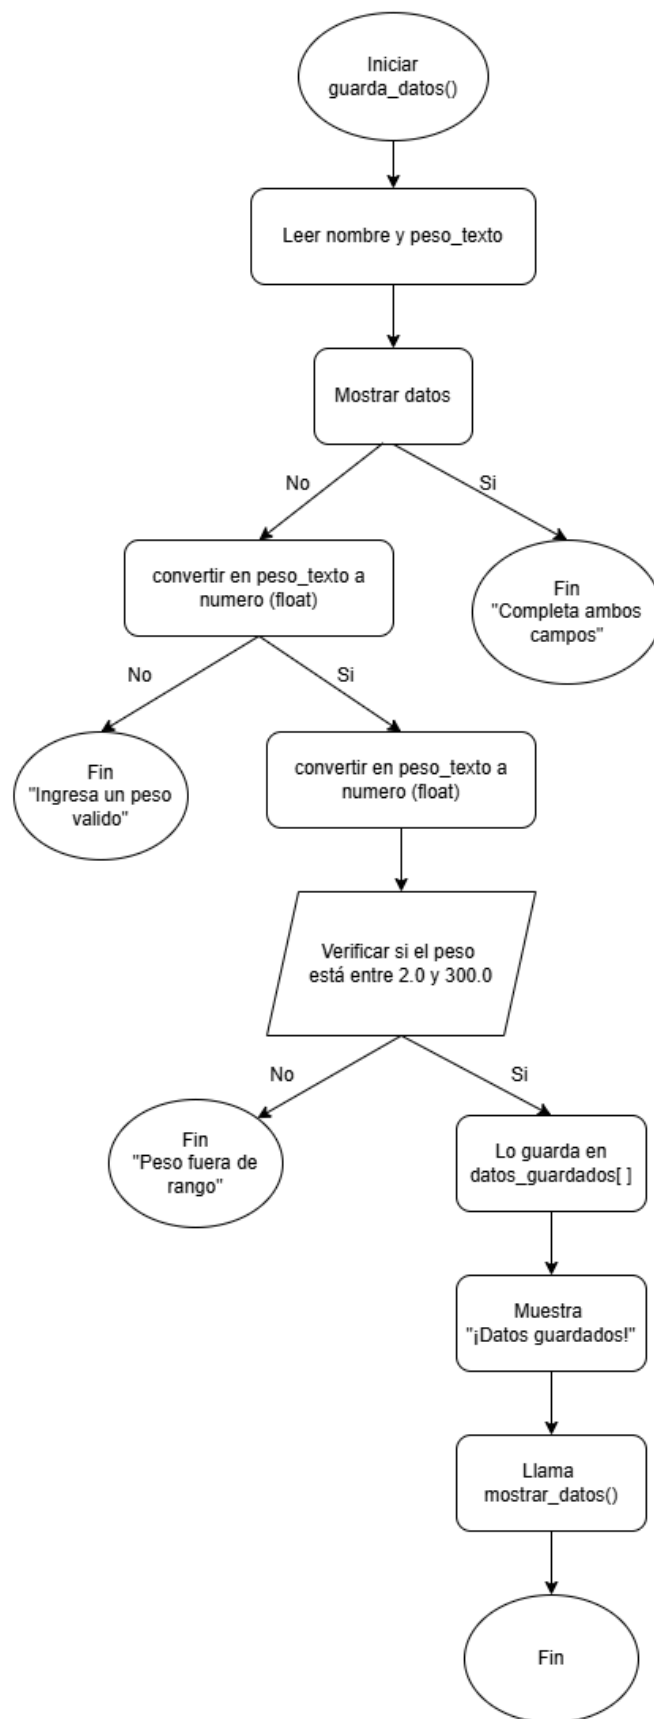 Iniciar
guarda_datos()
Leer nombre y peso_texto
Mostrar datos
No
Si
convertir en peso_texto a
numero (float)
Fin
"Completa ambos
campos"
No
Si
Fin
"Ingresa un peso
valido"
convertir en peso_texto a
numero (float)
Verificar si el peso
está entre 2.0 y 300.0
No
Si
Fin
"Peso fuera de
rango"
Lo guarda en
datos_guardados[ ]
Muestra
"¡Datos guardados!"
Llama
mostrar_datos()
Fin